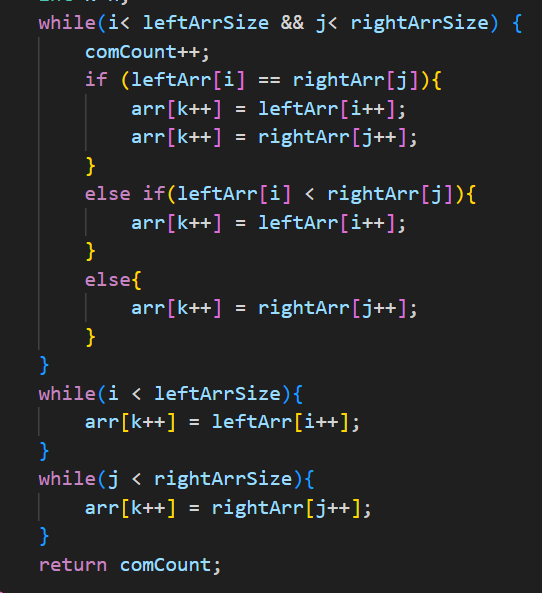 while(i< leftArrSize && j< rightArrSize) {
comCount++;
if (leftArr[i] == rightArr[j]){
arr[k++] = leftArr[i++];
arr[k++] = rightArr[j++];
}
else if(leftArr[i] < rightArr[j]){
arr[k++] = leftArr[i++];
}
else{
arr[k++] = rightArr[j++];
}
}
while(i < leftArrSize){
arr[k++] = leftArr[i++];
}
while(j < rightArrSize){
arr[k++] = rightArr[j++];
}
return comCount;